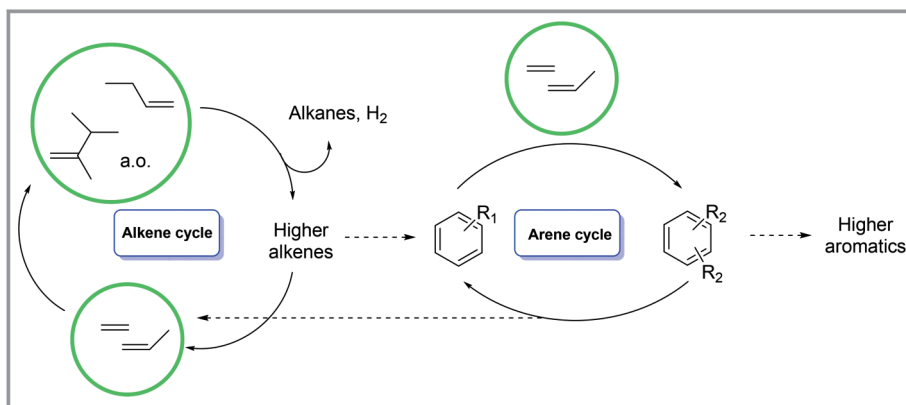 Alkanes, H2
a.o.
Alkene cycle
Higher
alkenes
R1
Arene cycle
R2
R2
Higher
aromatics